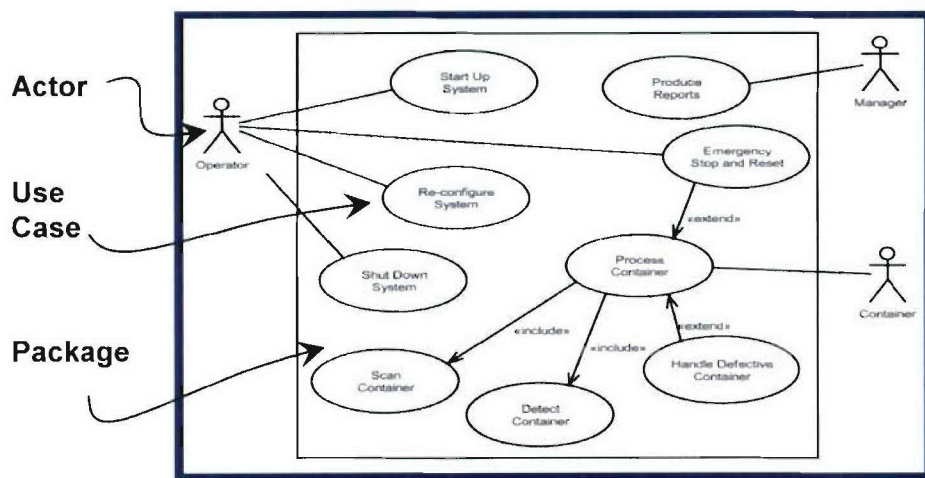 Actor
Use
Case
Package
Operator
Start Up
System
Produce
Reports
Manager
Emergency
Stop and Reset
Re-configure
System
«extend»
Shut Down
System
Process
Container
Container
«include»
«include»
«extend»
Scan
Container
Detect
Container
Handle Defective
Container